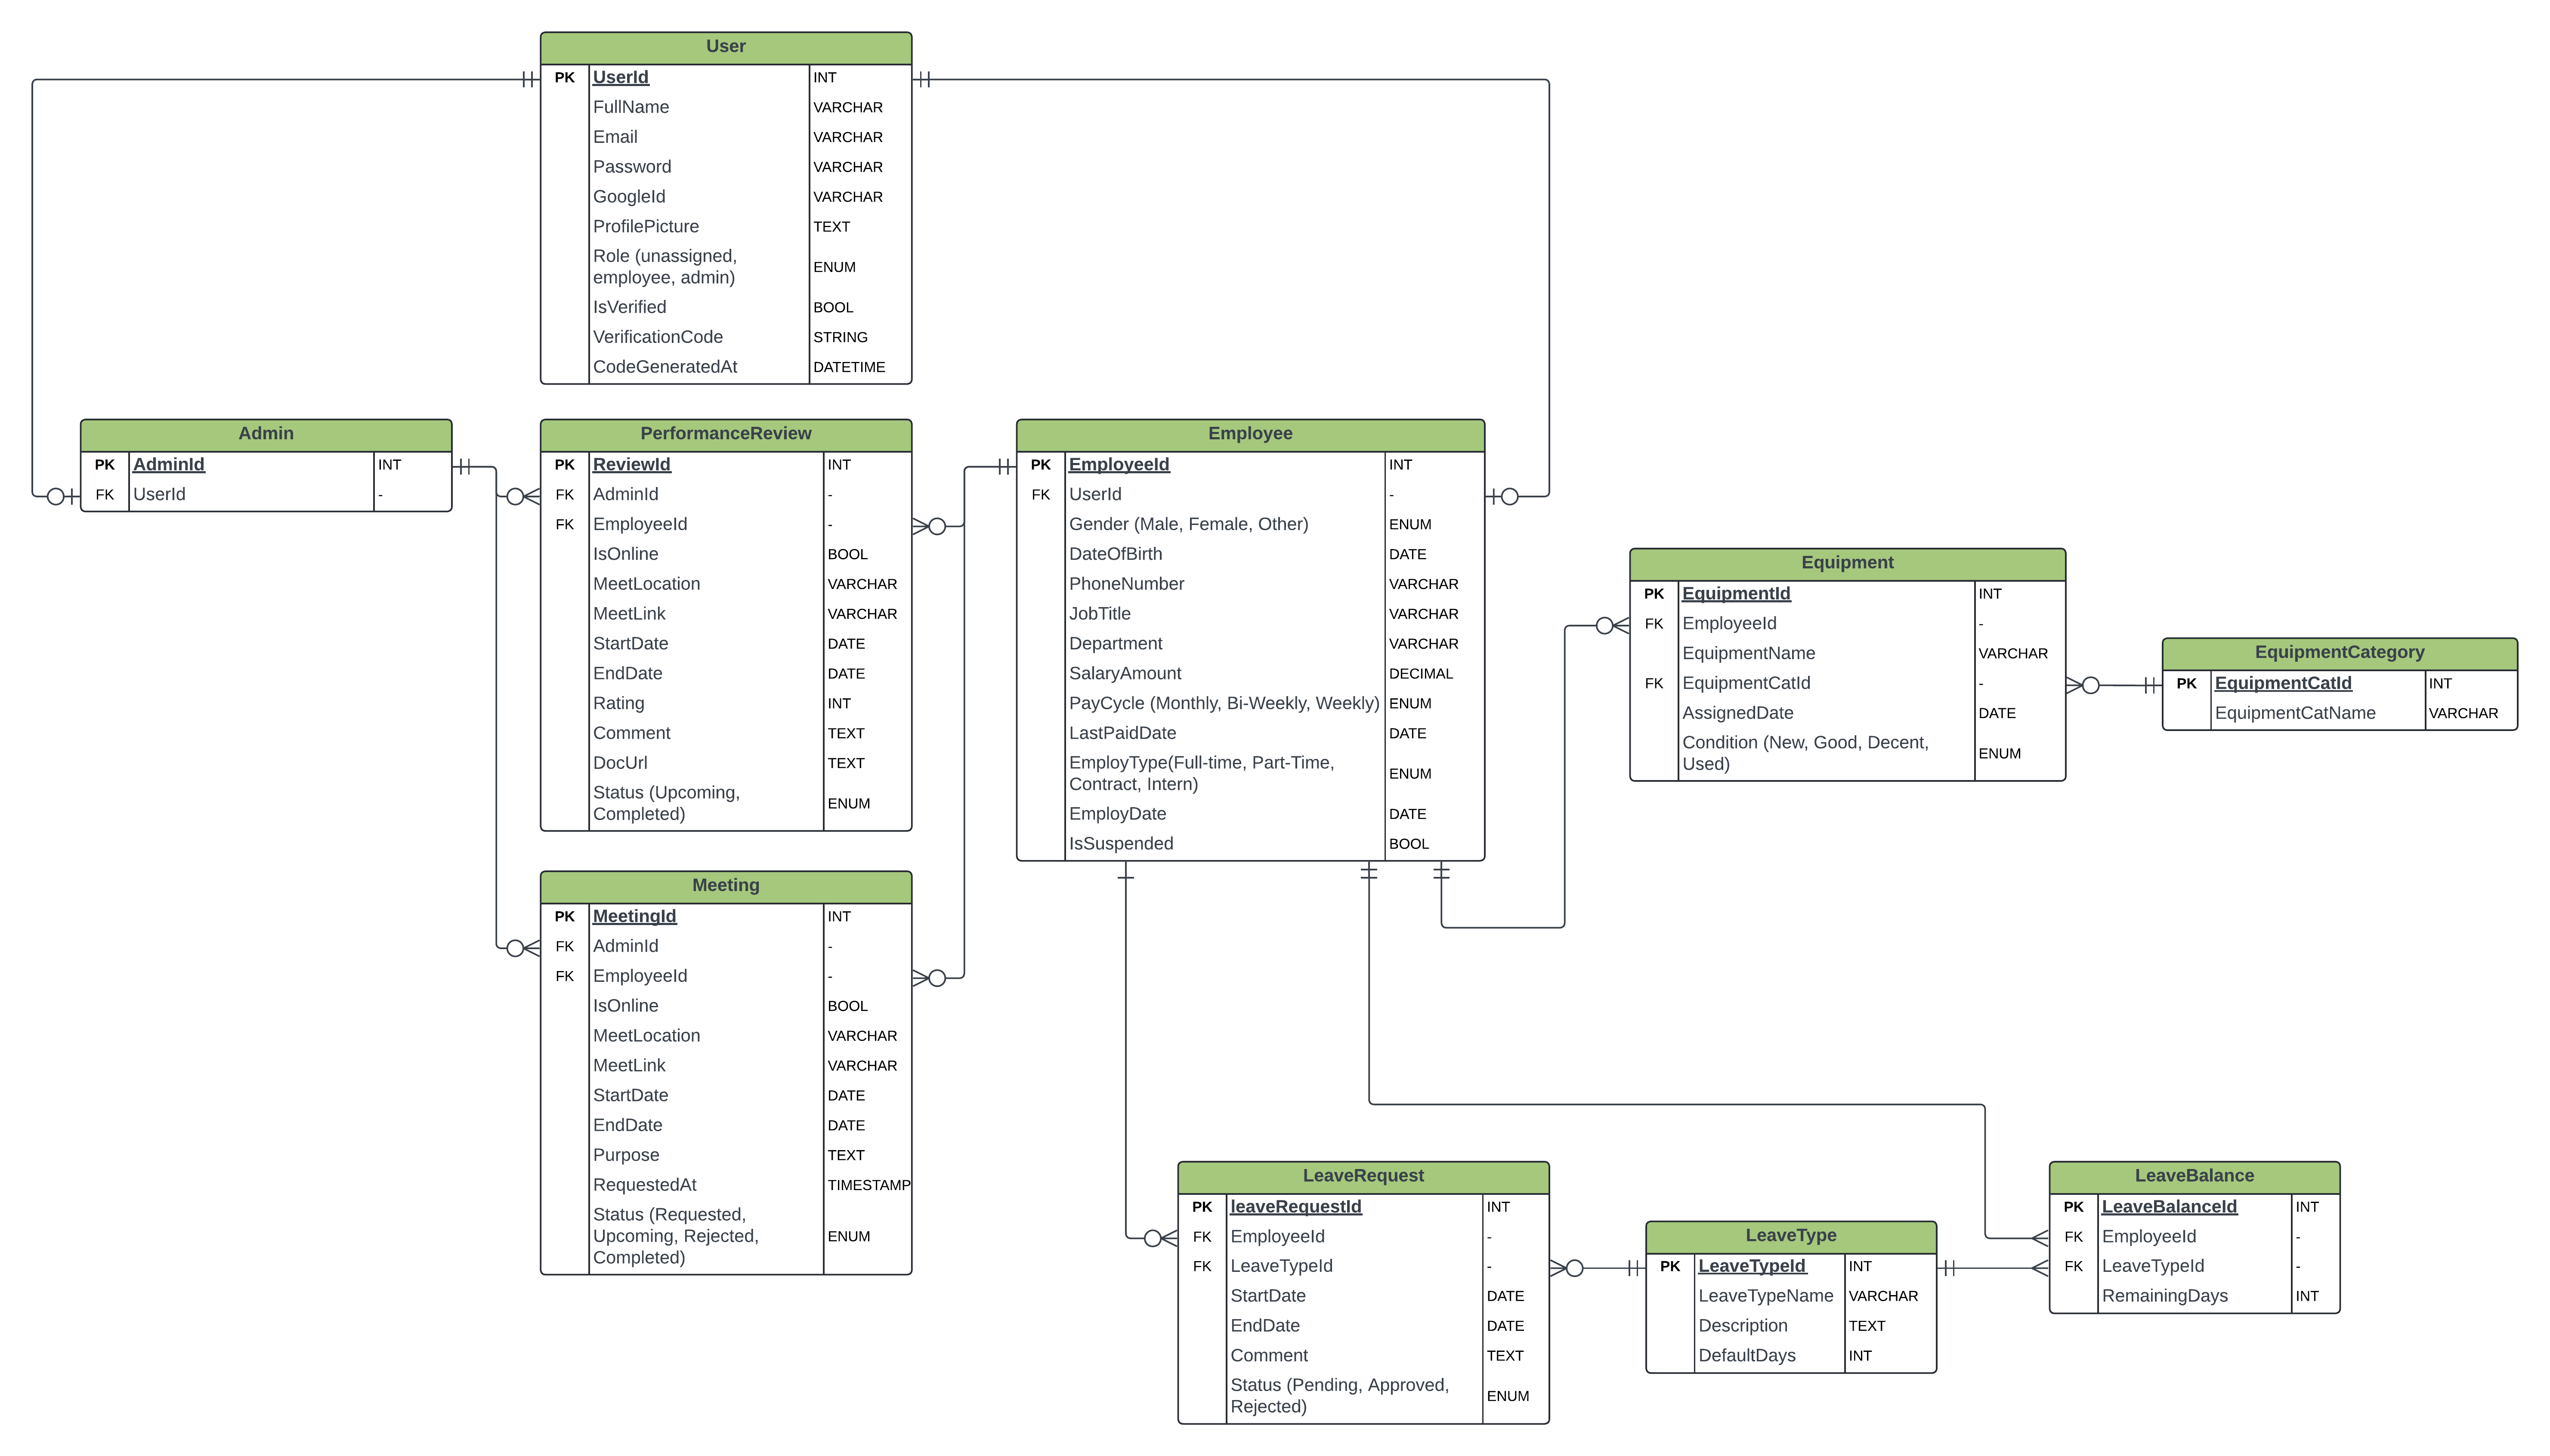 User
PK UserId INT
FullName VARCHAR
Email VARCHAR
Password VARCHAR
GoogleId VARCHAR
ProfilePicture TEXT
Role (unassigned,
employee, admin) ENUM
IsVerified BOOL
VerificationCode STRING
CodeGeneratedAt DATETIME
Admin
PK AdminId INT
FK UserId -
PerformanceReview
PK ReviewId INT
FK AdminId -
FK EmployeeId -
IsOnline BOOL
MeetLocation VARCHAR
MeetLink VARCHAR
StartDate DATE
EndDate DATE
Rating INT
Comment TEXT
DocUrl TEXT
Status (Upcoming,
Completed) ENUM
Employee
PK EmployeeId INT
FK UserId -
Gender (Male, Female, Other) ENUM
DateOfBirth DATE
PhoneNumber VARCHAR
JobTitle VARCHAR
Department VARCHAR
SalaryAmount DECIMAL
PayCycle (Monthly, Bi-Weekly, Weekly) ENUM
LastPaidDate DATE
EmployType(Full-time, Part-Time,
Contract, Intern) ENUM
EmployDate DATE
IsSuspended BOOL
Equipment
PK EquipmentId INT
FK EmployeeId -
EquipmentName VARCHAR
FK EquipmentCatId -
AssignedDate DATE
Condition (New, Good, Decent,
Used) ENUM
EquipmentCategory
PK EquipmentCatId INT
EquipmentCatName VARCHAR
Meeting
PK MeetingId INT
FK AdminId -
FK EmployeeId -
IsOnline BOOL
MeetLocation VARCHAR
MeetLink VARCHAR
StartDate DATE
EndDate DATE
Purpose TEXT
RequestedAt TIMESTAMP
Status (Requested,
Upcoming, Rejected, ENUM
Completed)
LeaveRequest
PK leaveRequestId INT
FK EmployeeId -
FK LeaveTypeId -
StartDate DATE
EndDate DATE
Comment TEXT
Status (Pending, Approved,
Rejected) ENUM
LeaveType
PK LeaveTypeId INT
LeaveTypeName VARCHAR
Description TEXT
DefaultDays INT
LeaveBalance
PK LeaveBalanceId INT
FK EmployeeId -
FK LeaveTypeId -
RemainingDays INT